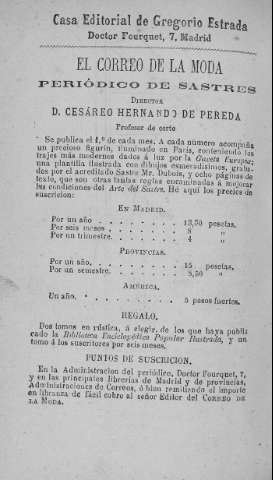 Casa Editorial de Gregorio Estrada
Doctor Fourquet, 7, Madrid
EL CORREO DE LA MODA
PERIÓDICO DE SASTRES
DIRECTOR
D. CESÁREO HERNANDO DE PEREDA
Profesor de corte
Se publica el 1.º de cada mes. A cada número acompaña
un precioso figurín, iluminado en París, conteniendo los
trajes más modernos dados á luz por la Gaceta Europea;
una plantilla ilustrada con dibujos esmeradísimos, graba-
dos por el acreditado Sastre Mr. Dubois, y ocho páginas de
texto, que son otras tantas reglas encaminadas á mejorar
las condiciones del Arte del Sastre. Hé aquí los precios de
suscricion:
EN MADRID.
Por un año . . . . . . . . 13,50 pesetas.
Por seis meses . . . . . . . 8 "
Por un trimestre. . . . . . . 4 "
PROVINCIAS.
Por un año. . . . . . . . 15 pesetas.
Por un semestre. . . . . . . 8,50 "
AMÉRICA.
Un año. . . . . . . . . 5 pesos fuertes.
REGALO.
Dos tomos en rústica, á elegir, de los que haya publi-
cado la Biblioteca Enciclopédica Popular Ilustrada, y un
tomo á los suscritores por seis meses.
PUNTOS DE SUSCRICION.
En la Administracion del periódico, Doctor Fourquet, 7,
y en las principales librerías de Madrid y de provincias,
Administraciones de Correos, ó bien remitiendo el importe
en libranza de fácil cobro al señor Editor del CORREO DE
LA MODA.